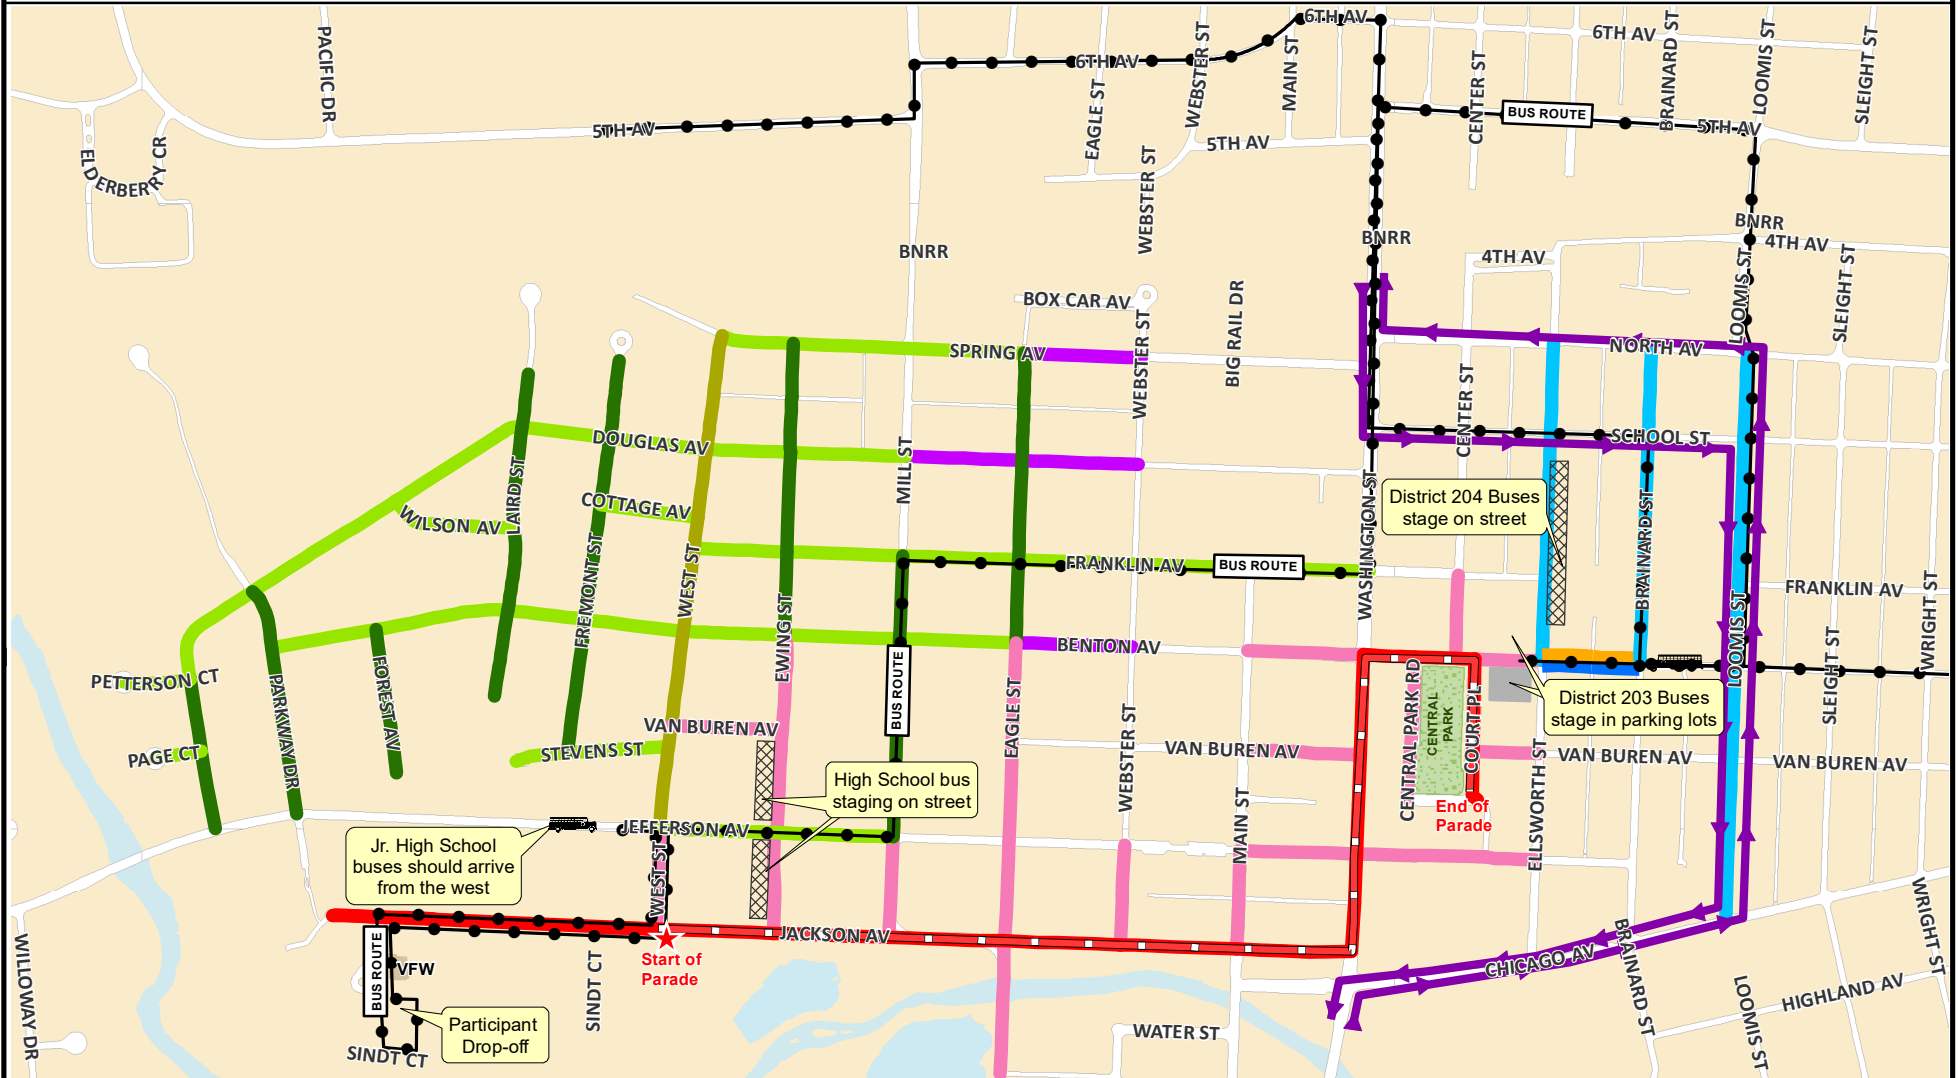 6TH AV
6TH AV
PACIFIC DR
WEBSTER ST
MAIN ST
CENTER ST
BRAINARD ST
LOOMIS ST
SLEIGHT ST
6TH AV
EAGLE ST
BUS ROUTE
5TH AV
5TH AV
5TH AV
ELDERBERRY CR
WEBSTER ST
BNRR
BNRR
BNRR
4TH AV
4TH AV
LOOMIS ST
SLEIGHT ST
BOX CAR AV
BIG RAIL DR
WEBSTER ST
SPRING AV
NORTH AV
CENTER ST
DOUGLAS AV
SCHOOL ST
MILL ST
LAIRD ST
WILSON AV
COTTAGE AV
WASHINGTON ST
District 204 Buses
stage on street
BRAINARD ST
FREMONT ST
WEST ST
FRANKLIN AV
BUS ROUTE
FRANKLIN AV
WRIGHT ST
EWING ST
BENTON AV
LOOMIS ST
SLEIGHT ST
PETTERSON CT
PARKWAY DR
FOREST AV
BUS ROUTE
EAGLE ST
CENTRAL PARK RD
CENTRAL
PARK
COURT PL
District 203 Buses
stage in parking lots
VAN BUREN AV
STEVENS ST
PAGE CT
WEBSTER ST
VAN BUREN AV
ELLSWORTH ST
VAN BUREN AV
VAN BUREN AV
High School bus
staging on street
End of
Parade
JEFFERSON AV
MAIN ST
Jr. High School
buses should arrive
from the west
WEST ST
JACKSON AV
Start of
Parade
BUS ROUTE
VFW
SINDT CT
WILLOWAY DR
Participant
Drop-off
SINDT CT
CHICAGO AV
BRAINARD ST
WRIGHT ST
HIGHLAND AV
LOOMIS ST
WATER ST